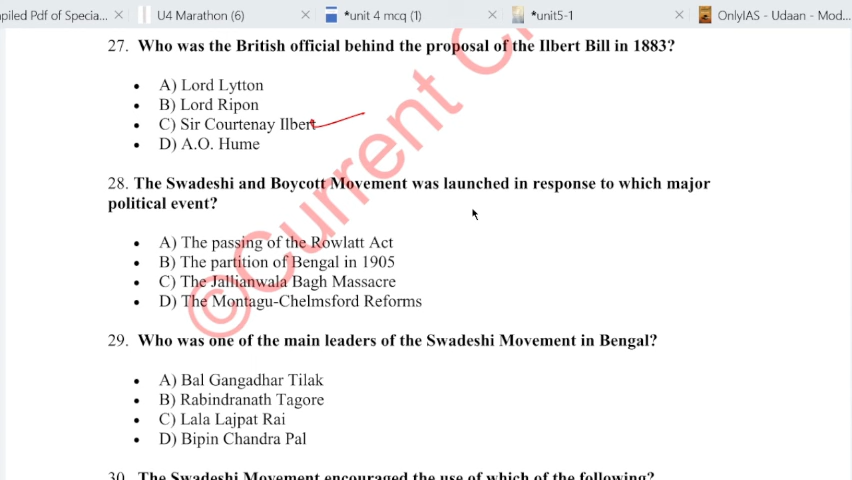 piled Pdf of Specia...
U4 Marathon (6)
*unit 4 mcq (1)
*unit5-1
OnlyIAS - Udaan - Mod...
27. Who was the British official behind the proposal of the Ilbert Bill in 1883?
• A) Lord Lytton
• B) Lord Ripon
• C) Sir Courtenay Ilbert
• D) A.O. Hume
28. The Swadeshi and Boycott Movement was launched in response to which major
political event?
• A) The passing of the Rowlatt Act
• B) The partition of Bengal in 1905
• C) The Jallianwala Bagh Massacre
• D) The Montagu-Chelmsford Reforms
29. Who was one of the main leaders of the Swadeshi Movement in Bengal?
• A) Bal Gangadhar Tilak
• B) Rabindranath Tagore
• C) Lala Lajpat Rai
• D) Bipin Chandra Pal
30. The Swadeshi Movement encouraged the use of which of the following?
©Current